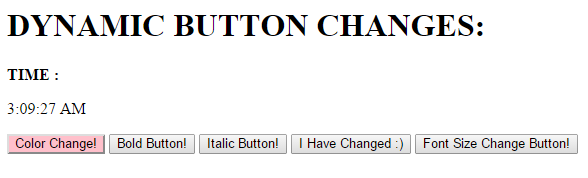 DYNAMIC BUTTON CHANGES:
TIME :
3:09:27 AM
Color Change! Bold Button! Italic Button! I Have Changed :) Font Size Change Button!